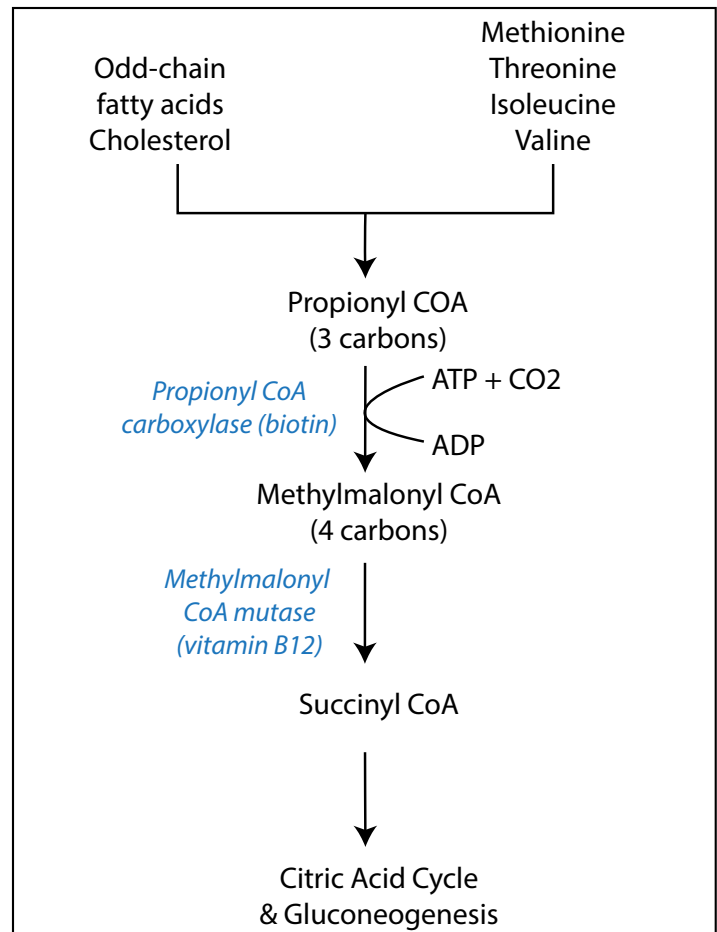 Odd-chain
fatty acids
Cholesterol
Methionine
Threonine
Isoleucine
Valine
Propionyl COA
(3 carbons)
Propionyl CoA
carboxylase (biotin)
ATP + CO2
ADP
Methylmalonyl CoA
(4 carbons)
Methylmalonyl
CoA mutase
(vitamin B12)
Succinyl CoA
Citric Acid Cycle
& Gluconeogenesis